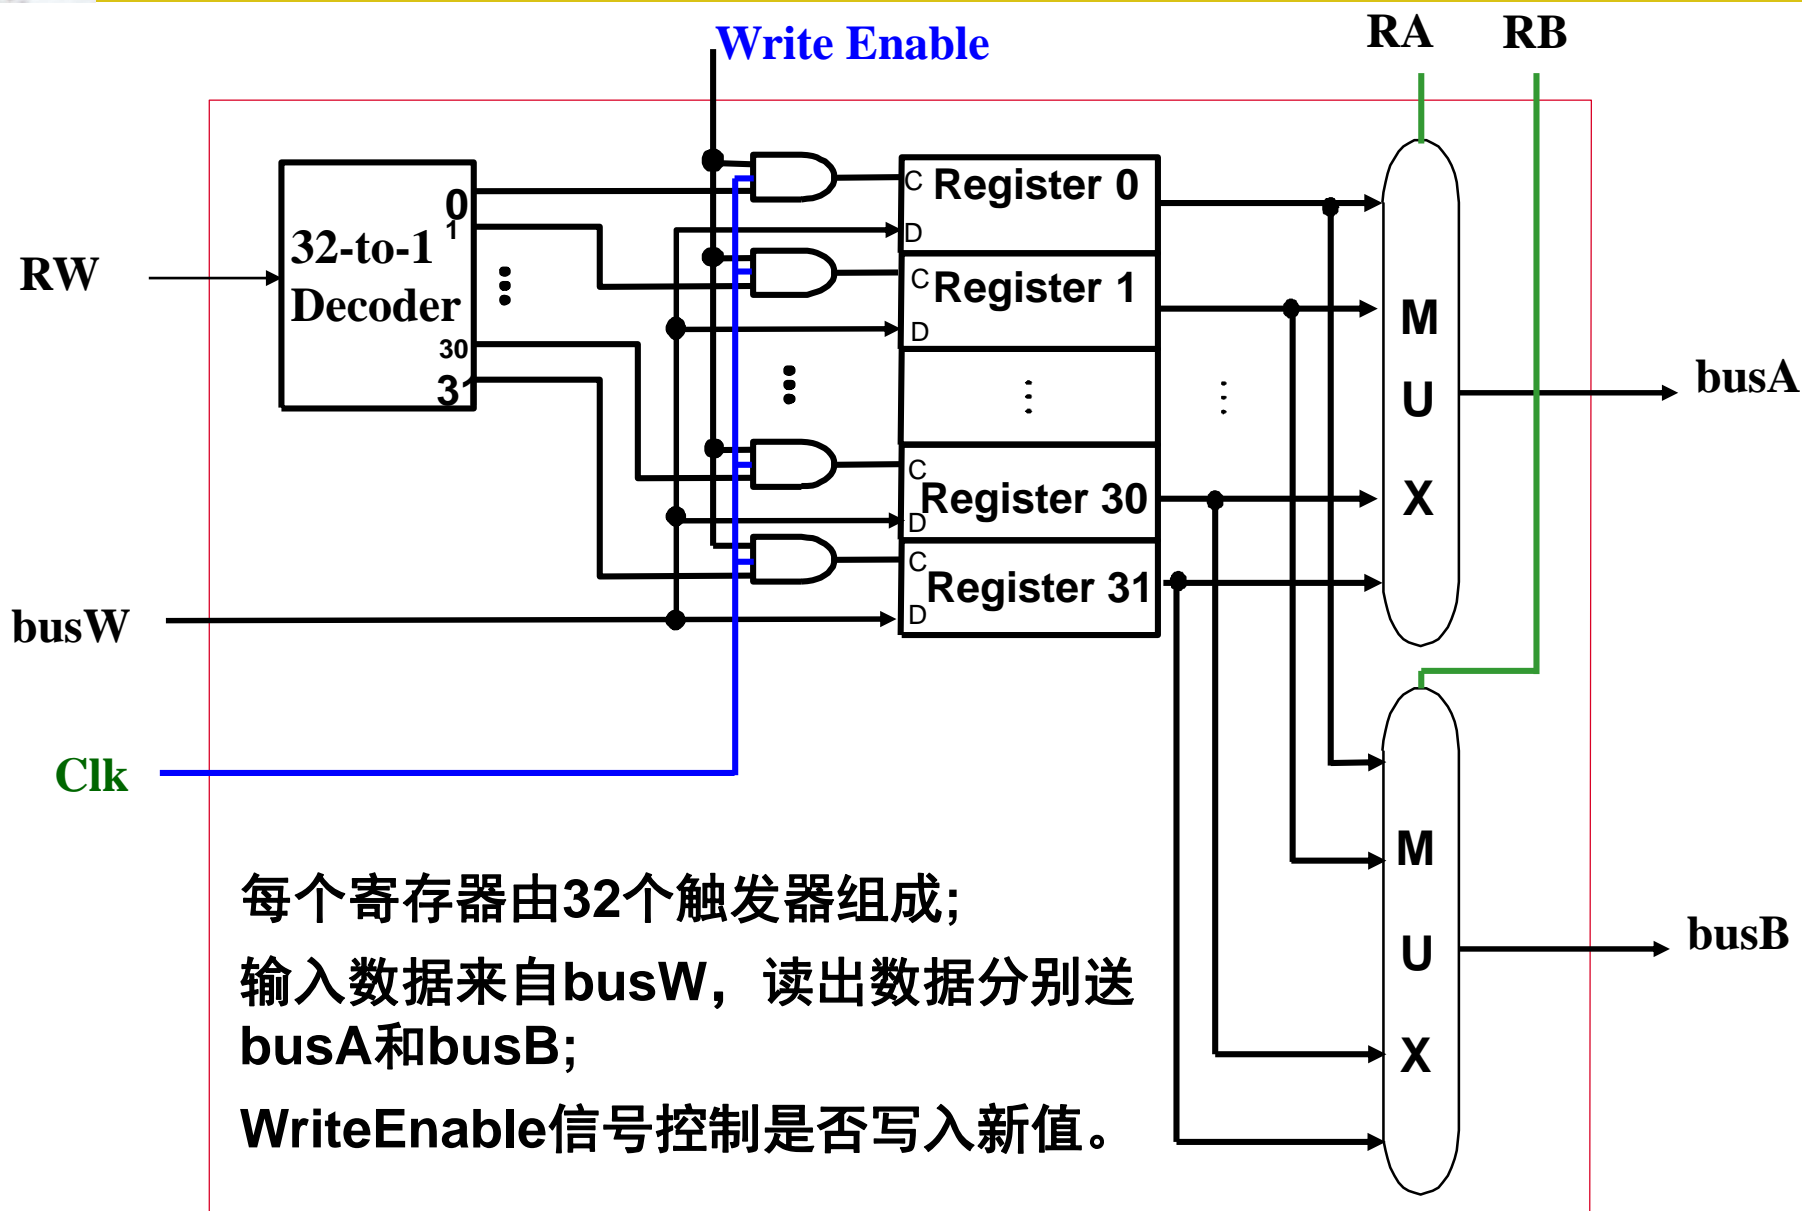 Write Enable
RA RB
RW
32-to-1
Decoder
0
1
30
31
C Register 0
D
C Register 1
D
C Register 30
D
C Register 31
D
M
U
X
busA
busW
Clk
M
U
X
busB
每个寄存器由32个触发器组成;
输入数据来自busW，读出数据分别送
busA和busB;
WriteEnable信号控制是否写入新值。